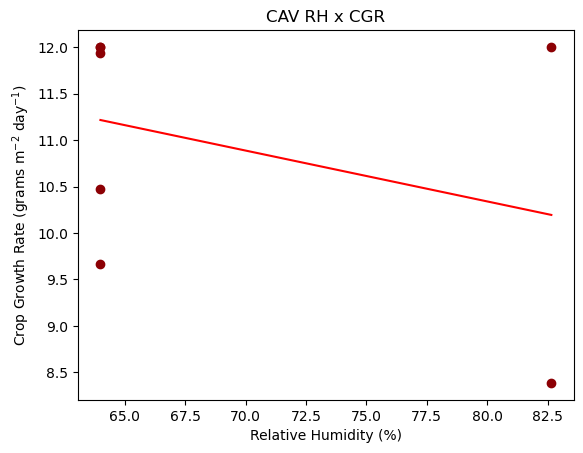 CAV RH x CGR
12.0
11.5
11.0
10.5
10.0
9.5
9.0
8.5
Crop Growth Rate (grams m⁻² day⁻¹)
65.0 67.5 70.0 72.5 75.0 77.5 80.0 82.5
Relative Humidity (%)